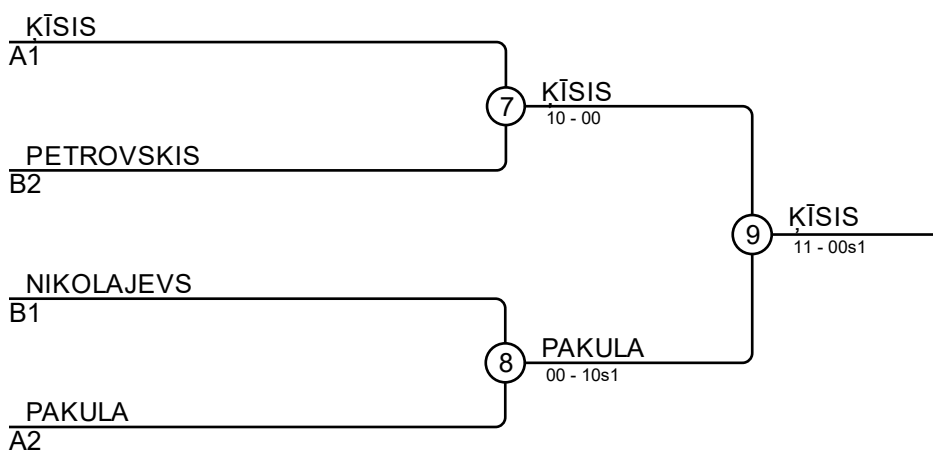 ĶĪSIS
A1
7
ĶĪSIS
10 - 00
PETROVSKIS
B2
9
ĶĪSIS
11 - 00s1
NIKOLAJEVS
B1
8
PAKULA
00 - 10s1
PAKULA
A2